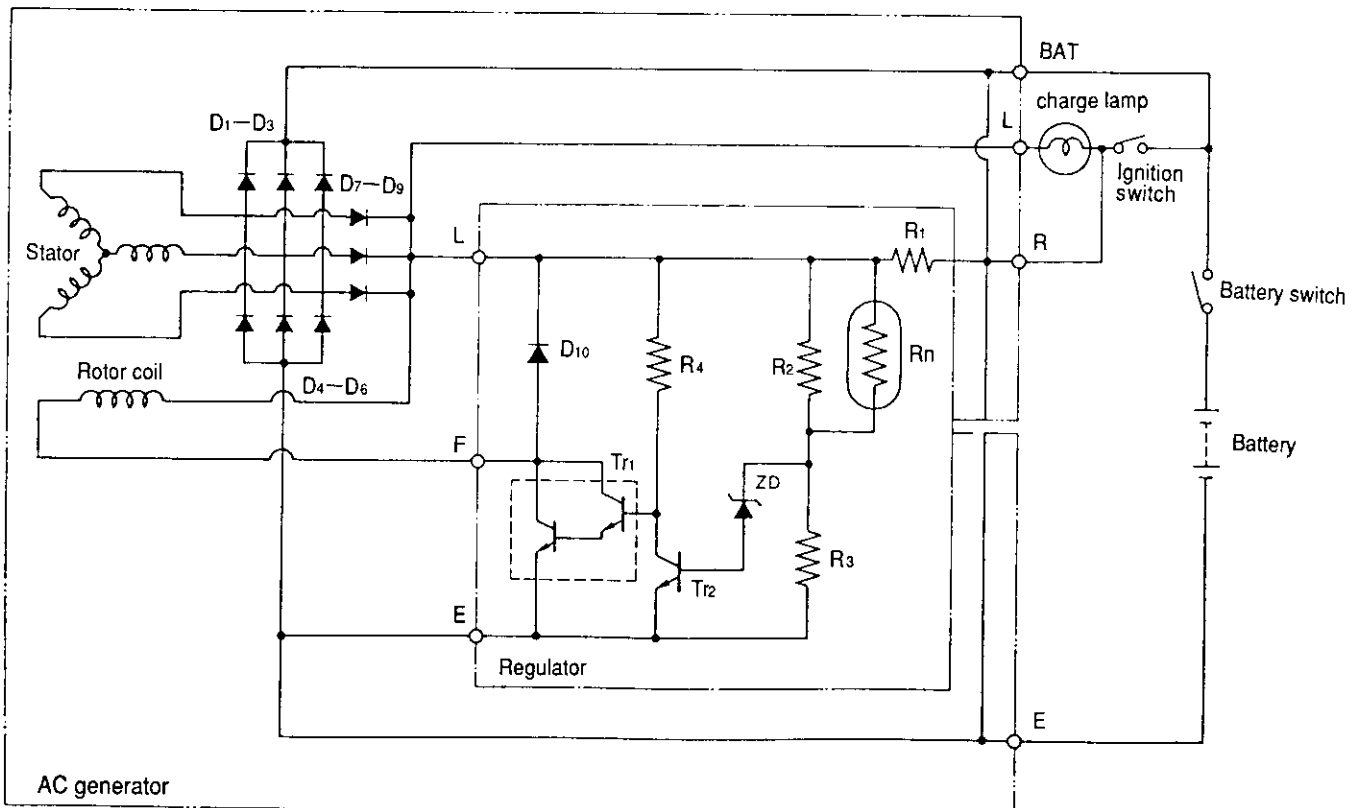 BAT
charge lamp
L
D1–D3
Ignition
switch
D7–D9
Stator
L
R1
R
Battery switch
D10
R4
R2
Rn
Rotor coil
D4–D6
Battery
F
Tr1
ZD
R3
Tr2
E
Regulator
E
AC generator